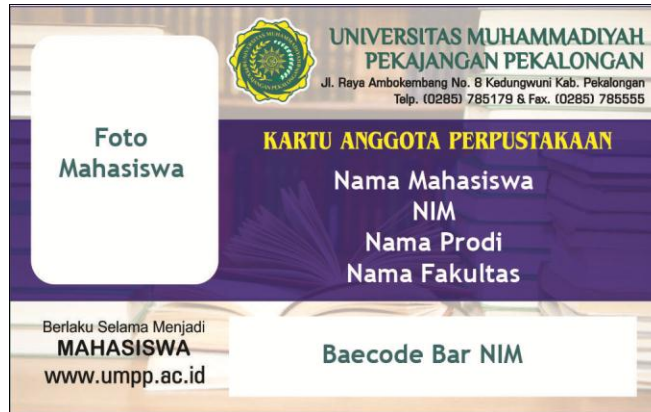 UNIVERSITAS MUHAMMADIYAH
PEKAJANGAN PEKALONGAN
Jl. Raya Ambokembang No. 8 Kedungwuni Kab. Pekalongan
Telp. (0285) 785179 & Fax. (0285) 785555
Foto
Mahasiswa
KARTU ANGGOTA PERPUSTAKAAN
Nama Mahasiswa
NIM
Nama Prodi
Nama Fakultas
Berlaku Selama Menjadi
MAHASISWA
www.umpp.ac.id
Baecode Bar NIM